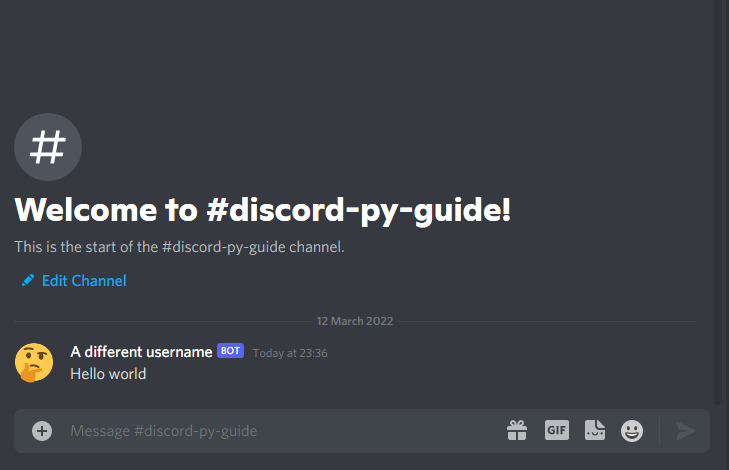 #
Welcome to #discord-py-guide!
This is the start of the #discord-py-guide channel.
Edit Channel
12 March 2022
A different username BOT Today at 23:36
Hello world
Message #discord-py-guide GIF